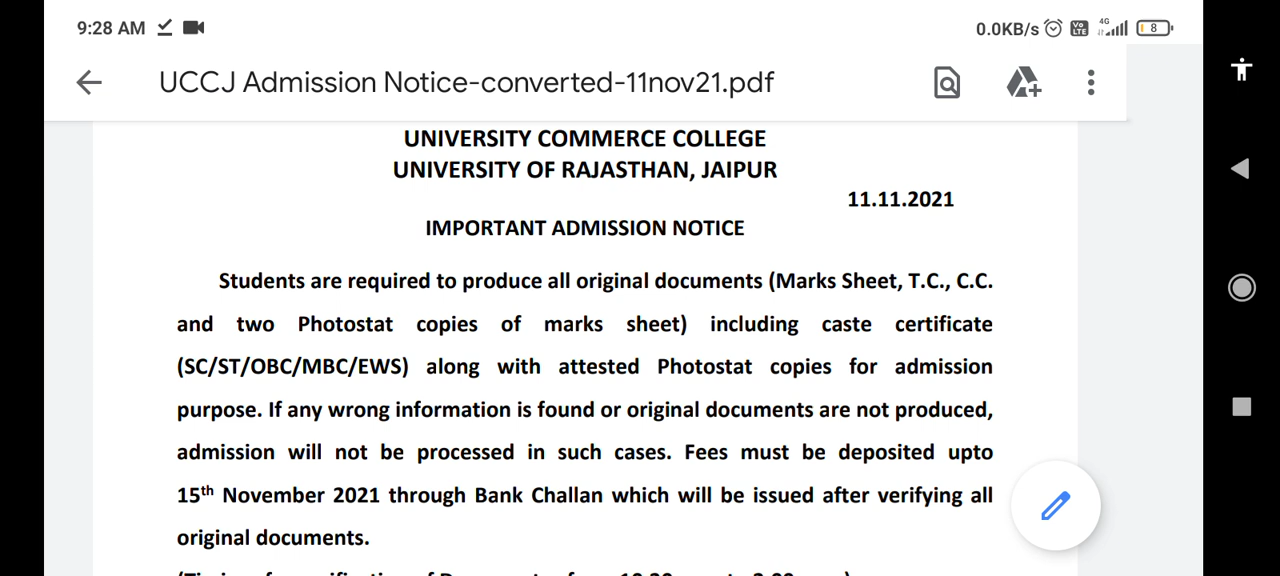 9:28 AM 0.0KB/s Vo LTE 4G 8
UCCJ Admission Notice-converted-11nov21.pdf
UNIVERSITY COMMERCE COLLEGE
UNIVERSITY OF RAJASTHAN, JAIPUR
11.11.2021
IMPORTANT ADMISSION NOTICE
Students are required to produce all original documents (Marks Sheet, T.C., C.C.
and two Photostat copies of marks sheet) including caste certificate
(SC/ST/OBC/MBC/EWS) along with attested Photostat copies for admission
purpose. If any wrong information is found or original documents are not produced,
admission will not be processed in such cases. Fees must be deposited upto
15th November 2021 through Bank Challan which will be issued after verifying all
original documents.